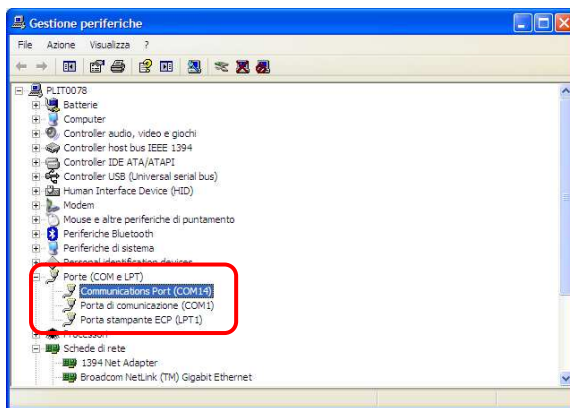 Gestione periferiche
File Azione Visualizza ?
PLIT0078
Batterie
Computer
Controller audio, video e giochi
Controller host bus IEEE 1394
Controller IDE ATA/ATAPI
Controller USB (Universal serial bus)
Human Interface Device (HID)
Modem
Mouse e altre periferiche di puntamento
Periferiche Bluetooth
Periferiche di sistema
Personal identification devices
Porte (COM e LPT)
Communications Port (COM14)
Porta di comunicazione (COM1)
Porta stampante ECP (LPT1)
Processori
Schede di rete
1394 Net Adapter
Broadcom NetLink (TM) Gigabit Ethernet